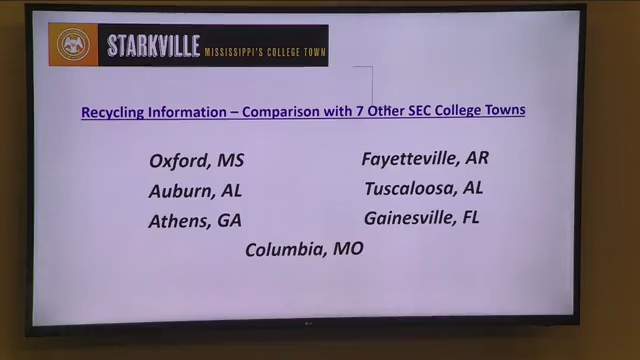 STARKVILLE MISSISSIPPI'S COLLEGE TOWN
Recycling Information – Comparison with 7 Other SEC College Towns
Oxford, MS
Fayetteville, AR
Auburn, AL
Tuscaloosa, AL
Athens, GA
Gainesville, FL
Columbia, MO